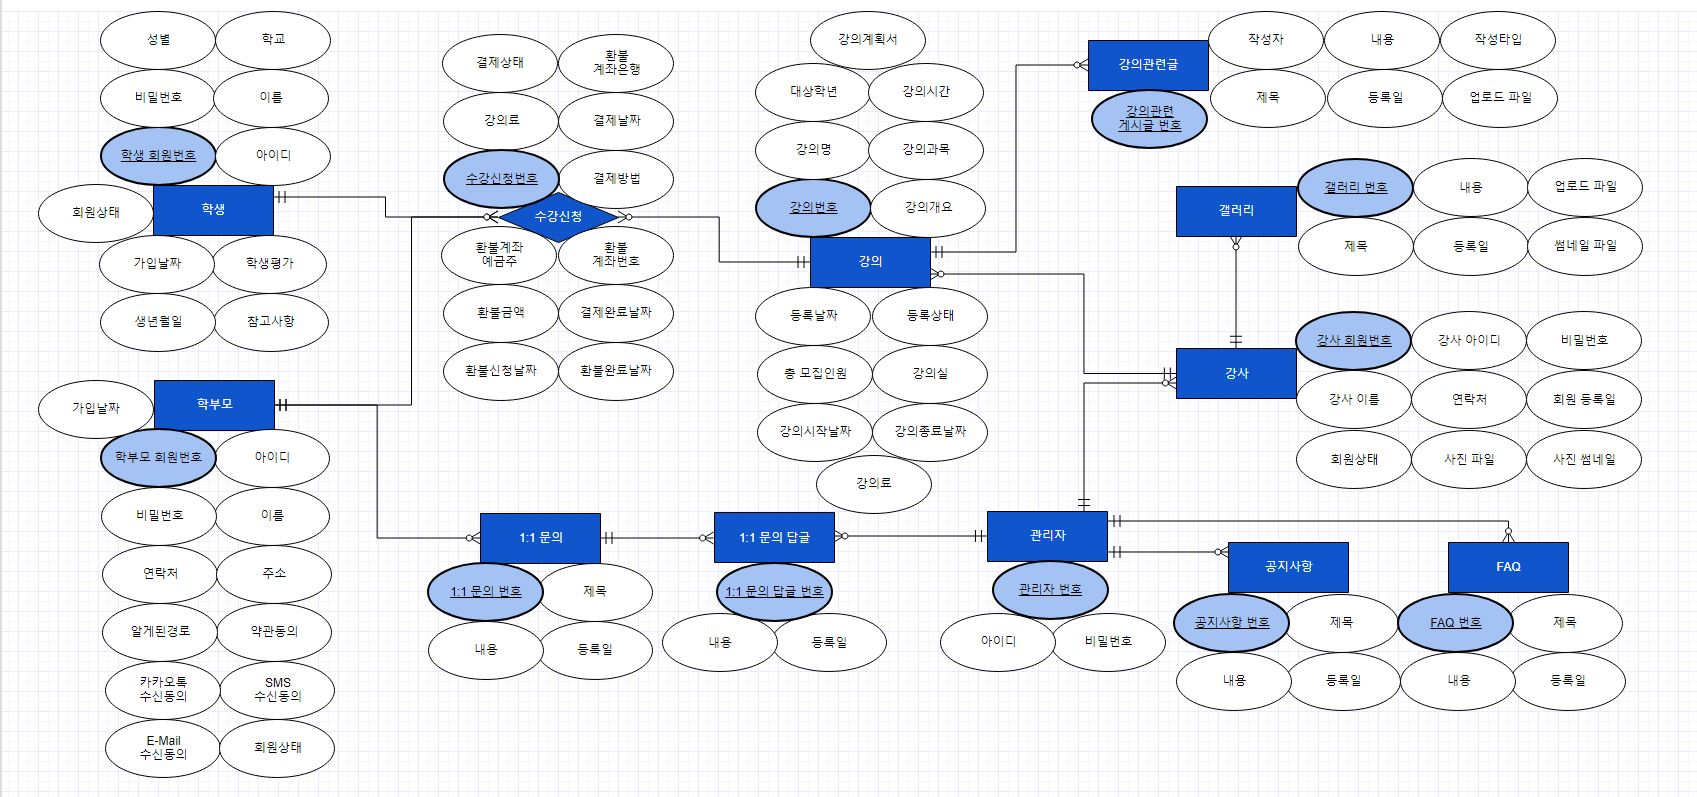 성별
학교
비밀번호
이름
학생 회원번호
아이디
회원상태
학생
가입날짜
학생평가
생년월일
참고사항
결제상태
환불
계좌은행
강의료
결제날짜
수강신청번호
결제방법
수강신청
환불계좌
예금주
환불
계좌번호
환불금액
결제완료날짜
환불신청날짜
환불완료날짜
강의계획서
대상학년
강의시간
강의명
강의과목
강의번호
강의개요
강의
등록날짜
등록상태
총 모집인원
강의실
강의시작날짜
강의종료날짜
강의료
강의관련글
강의관련
게시글 번호
작성자
내용
작성타입
제목
등록일
업로드 파일
갤러리
갤러리 번호
내용
업로드 파일
제목
등록일
썸네일 파일
강사
강사 회원번호
강사 아이디
비밀번호
강사 이름
연락처
회원 등록일
회원상태
사진 파일
사진 썸네일
학부모
가입날짜
학부모 회원번호
아이디
비밀번호
이름
연락처
주소
알게된경로
약관동의
카카오톡
수신동의
SMS
수신동의
E-Mail
수신동의
회원상태
1:1 문의
1:1 문의 번호
제목
내용
등록일
1:1 문의 답글
1:1 문의 답글 번호
내용
등록일
관리자
관리자 번호
아이디
비밀번호
공지사항
공지사항 번호
제목
내용
등록일
FAQ
FAQ 번호
제목
내용
등록일